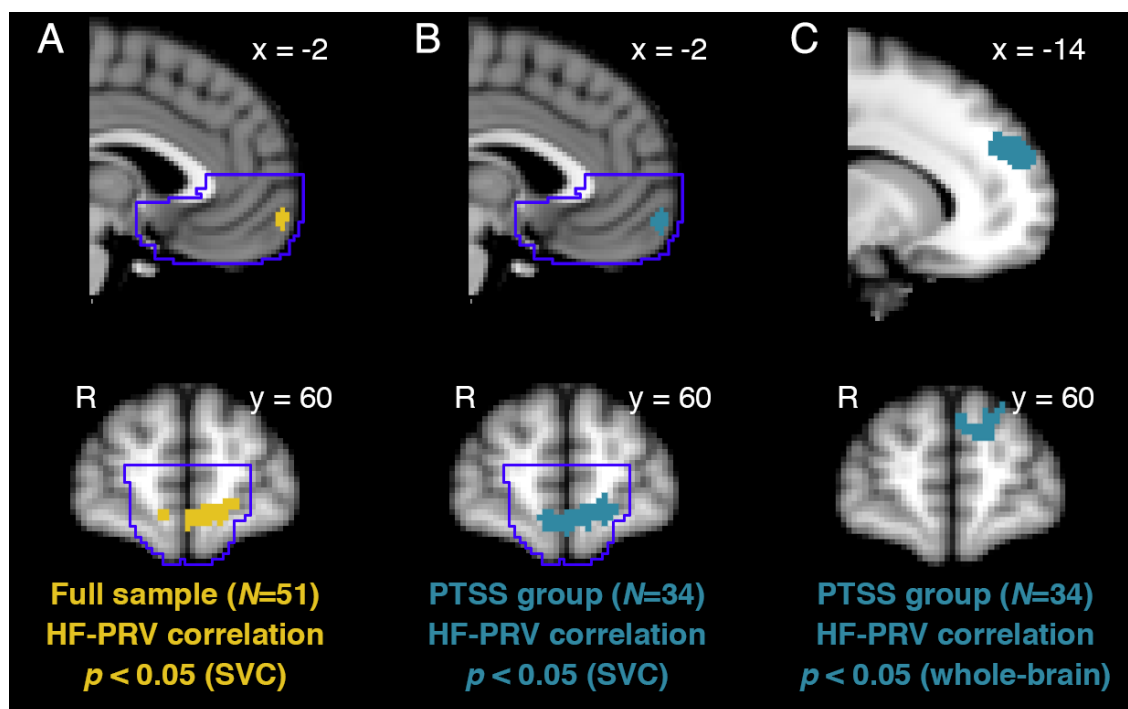 A
x = -2
B
x = -2
C
x = -14
R
y = 60
R
y = 60
R
y = 60
Full sample (N=51)
HF-PRV correlation
p < 0.05 (SVC)
PTSS group (N=34)
HF-PRV correlation
p < 0.05 (SVC)
PTSS group (N=34)
HF-PRV correlation
p < 0.05 (whole-brain)